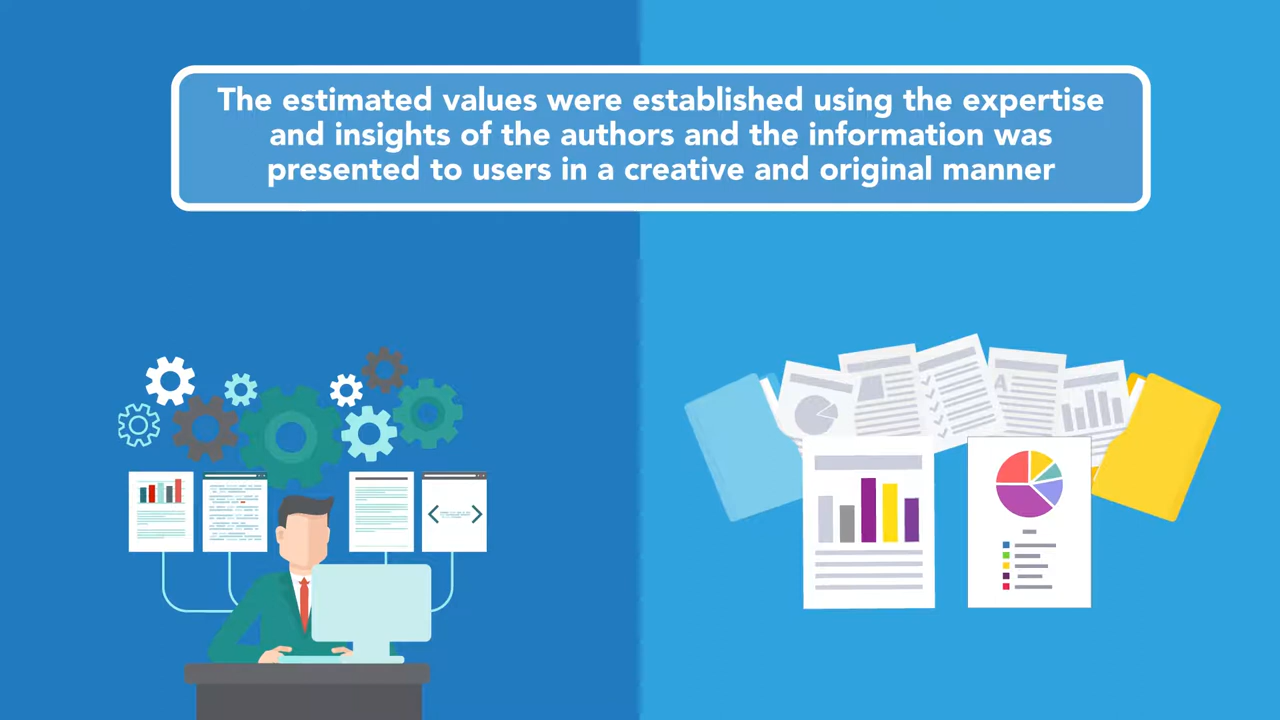 The estimated values were established using the expertise
and insights of the authors and the information was
presented to users in a creative and original manner
A